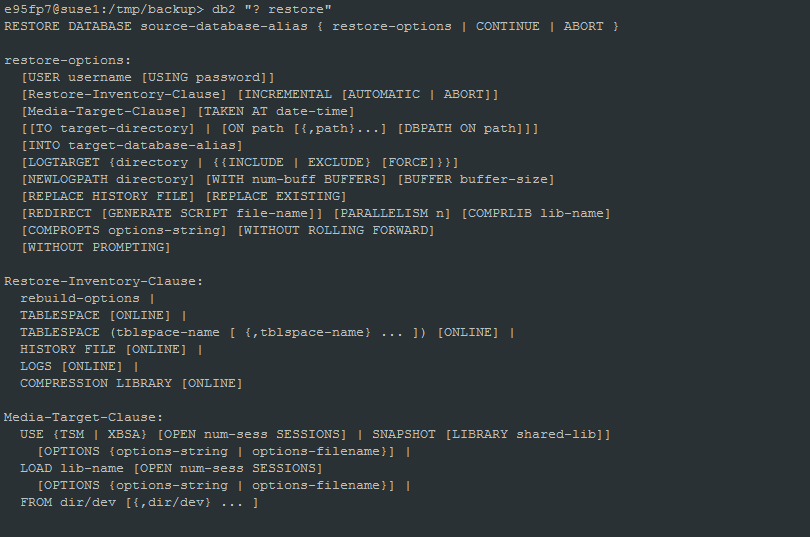 e95fp7@suse1:/tmp/backup> db2 "? restore"
RESTORE DATABASE source-database-alias { restore-options | CONTINUE | ABORT }
restore-options:
[USER username [USING password]]
[Restore-Inventory-Clause] [INCREMENTAL [AUTOMATIC | ABORT]]
[Media-Target-Clause] [TAKEN AT date-time]
[[TO target-directory] | [ON path [{,path}...] [DBPATH ON path]]]
[INTO target-database-alias]
[LOGTARGET {directory | {{INCLUDE | EXCLUDE} [FORCE]}}]
[NEWLOGPATH directory] [WITH num-buff BUFFERS] [BUFFER buffer-size]
[REPLACE HISTORY FILE] [REPLACE EXISTING]
[REDIRECT [GENERATE SCRIPT file-name]] [PARALLELISM n] [COMPRLIB lib-name]
[COMPROPTS options-string] [WITHOUT ROLLING FORWARD]
[WITHOUT PROMPTING]
Restore-Inventory-Clause:
rebuild-options |
TABLESPACE [ONLINE] |
TABLESPACE (tblspace-name [ {,tblspace-name} ... ]) [ONLINE] |
HISTORY FILE [ONLINE] |
LOGS [ONLINE] |
COMPRESSION LIBRARY [ONLINE]
Media-Target-Clause:
USE {TSM | XBSA} [OPEN num-sess SESSIONS] | SNAPSHOT [LIBRARY shared-lib]]
[OPTIONS {options-string | options-filename}] |
LOAD lib-name [OPEN num-sess SESSIONS]
[OPTIONS {options-string | options-filename}] |
FROM dir/dev [{,dir/dev} ... ]